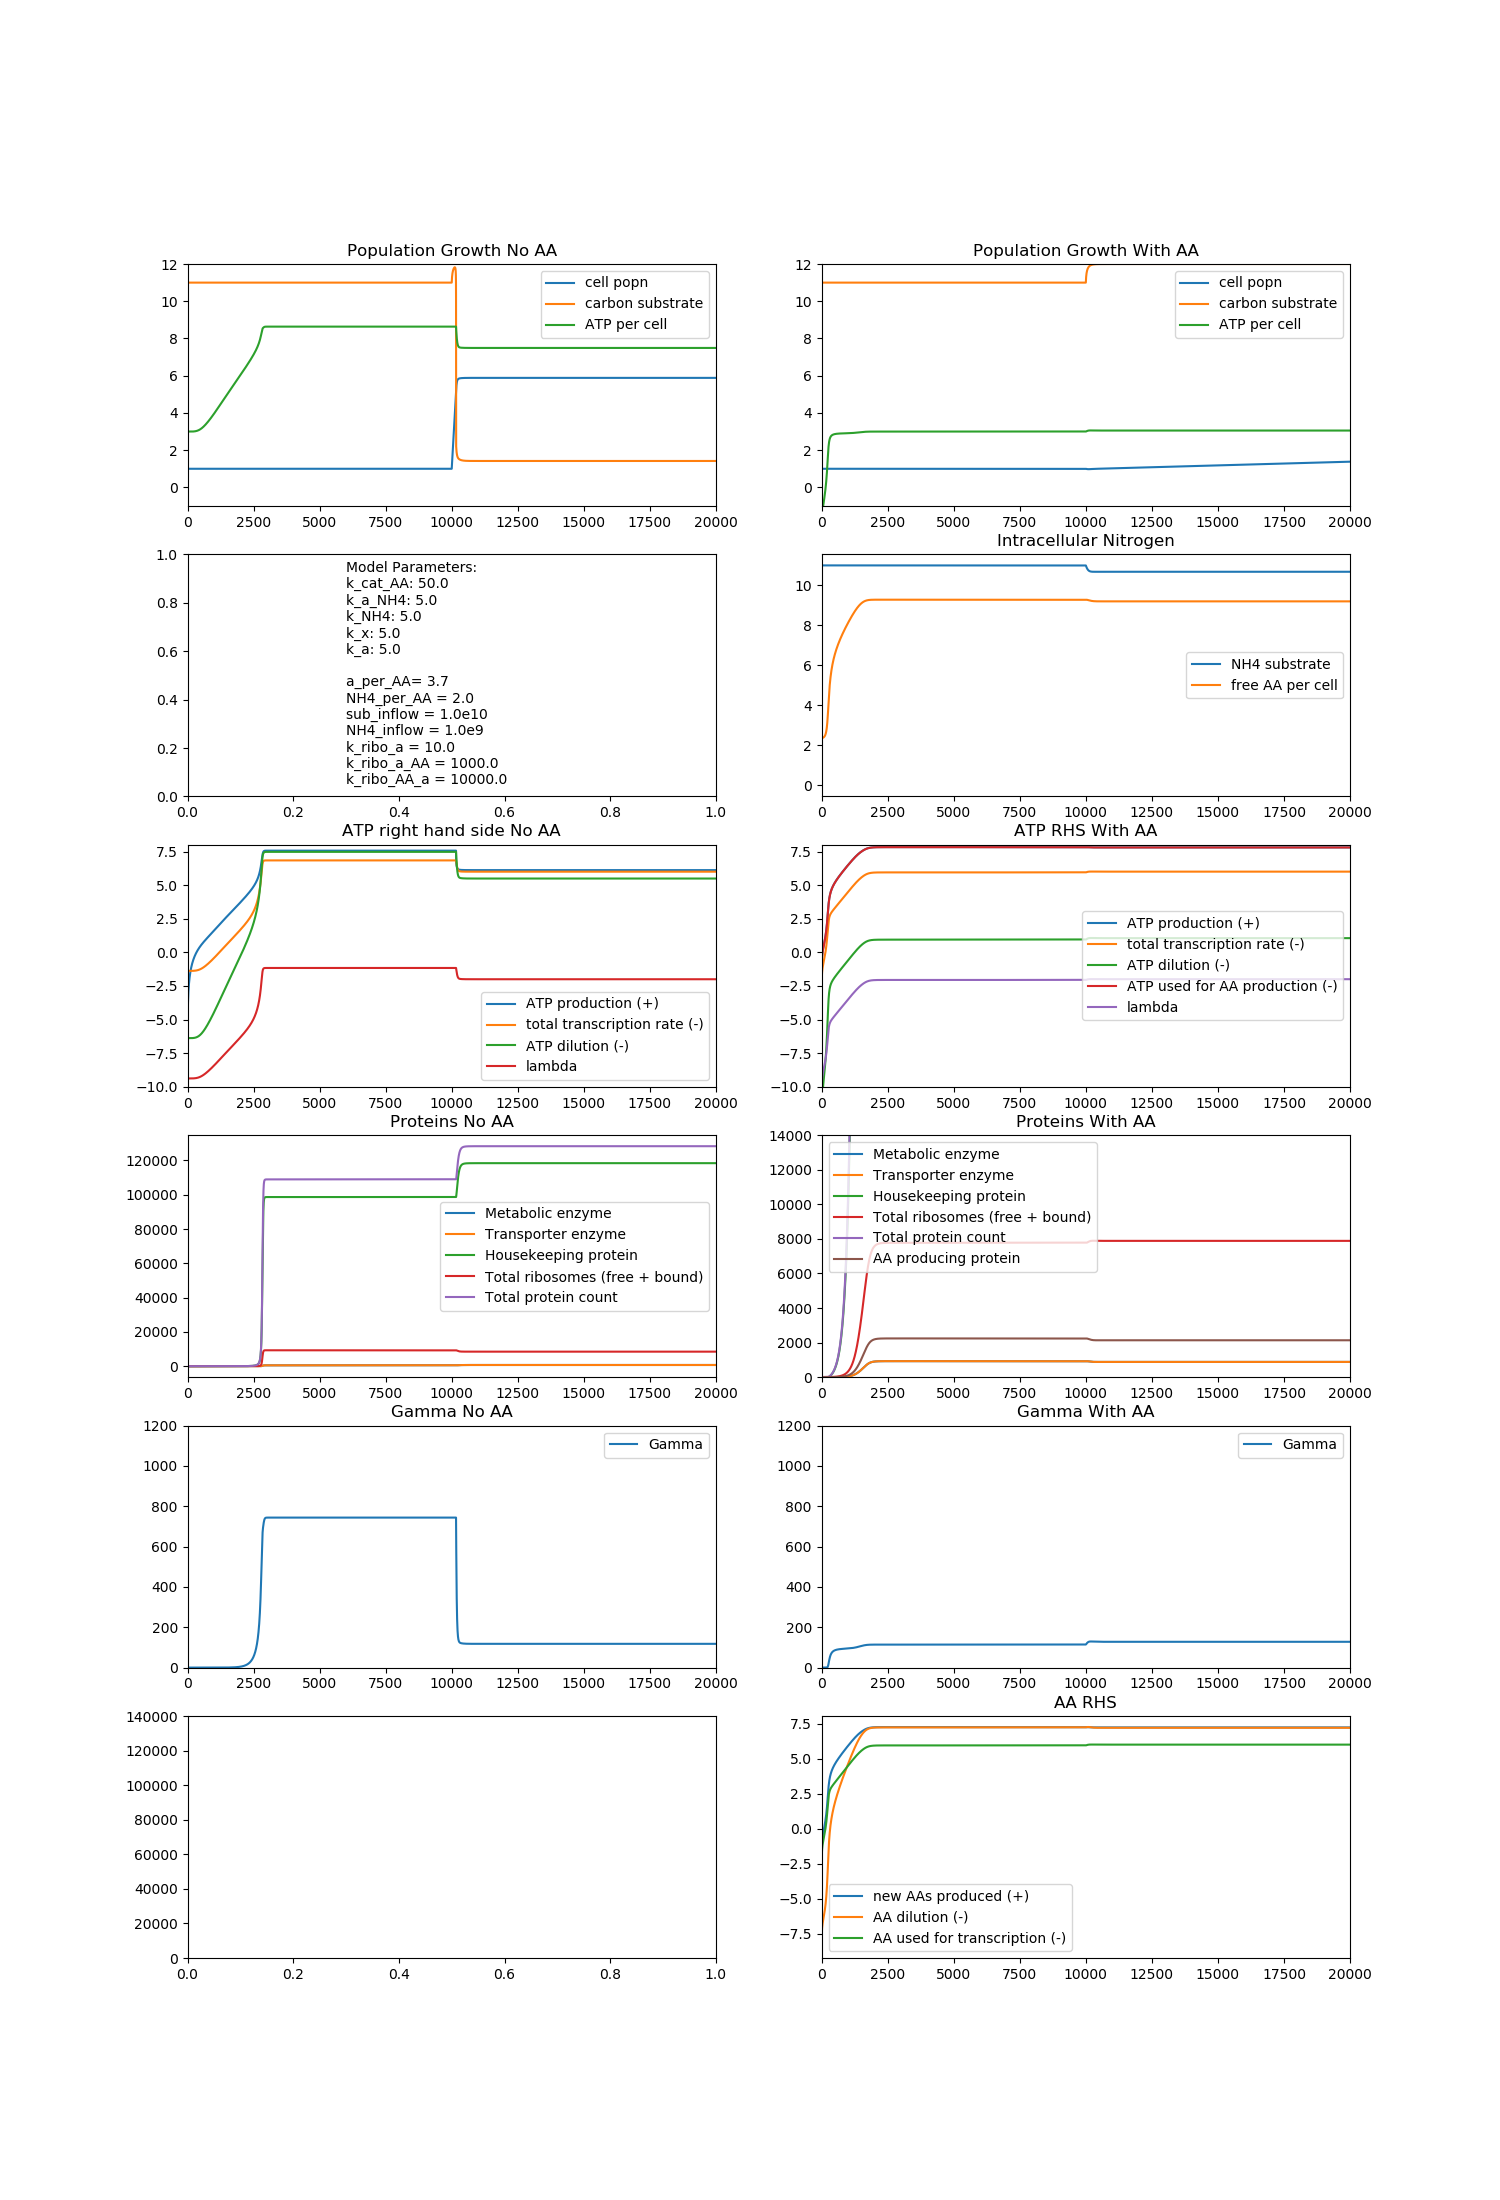 Population Growth No AA
12
10
8
6
4
2
0
cell popn
carbon substrate
ATP per cell
0 2500 5000 7500 10000 12500 15000 17500 20000
Population Growth With AA
12
10
8
6
4
2
0
cell popn
carbon substrate
ATP per cell
0 2500 5000 7500 10000 12500 15000 17500 20000
1.0
0.8
0.6
0.4
0.2
0.0
Model Parameters:
k_cat_AA: 50.0
k_a_NH4: 5.0
k_NH4: 5.0
k_x: 5.0
k_a: 5.0
a_per_AA= 3.7
NH4_per_AA = 2.0
sub_inflow = 1.0e10
NH4_inflow = 1.0e9
k_ribo_a = 10.0
k_ribo_a_AA = 1000.0
k_ribo_AA_a = 10000.0
0.0 0.2 0.4 0.6 0.8 1.0
Intracellular Nitrogen
10
8
6
4
2
0
NH4 substrate
free AA per cell
0 2500 5000 7500 10000 12500 15000 17500 20000
ATP right hand side No AA
7.5
5.0
2.5
0.0
−2.5
−5.0
−7.5
−10.0
ATP production (+)
total transcription rate (-)
ATP dilution (-)
lambda
0 2500 5000 7500 10000 12500 15000 17500 20000
ATP RHS With AA
7.5
5.0
2.5
0.0
−2.5
−5.0
−7.5
−10.0
ATP production (+)
total transcription rate (-)
ATP dilution (-)
ATP used for AA production (-)
lambda
0 2500 5000 7500 10000 12500 15000 17500 20000
Proteins No AA
120000
100000
80000
60000
40000
20000
0
Metabolic enzyme
Transporter enzyme
Housekeeping protein
Total ribosomes (free + bound)
Total protein count
0 2500 5000 7500 10000 12500 15000 17500 20000
Proteins With AA
14000
12000
10000
8000
6000
4000
2000
0
Metabolic enzyme
Transporter enzyme
Housekeeping protein
Total ribosomes (free + bound)
Total protein count
AA producing protein
0 2500 5000 7500 10000 12500 15000 17500 20000
Gamma No AA
1200
1000
800
600
400
200
0
Gamma
0 2500 5000 7500 10000 12500 15000 17500 20000
Gamma With AA
1200
1000
800
600
400
200
0
Gamma
0 2500 5000 7500 10000 12500 15000 17500 20000
140000
120000
100000
80000
60000
40000
20000
0
0.0 0.2 0.4 0.6 0.8 1.0
AA RHS
7.5
5.0
2.5
0.0
−2.5
−5.0
−7.5
new AAs produced (+)
AA dilution (-)
AA used for transcription (-)
0 2500 5000 7500 10000 12500 15000 17500 20000